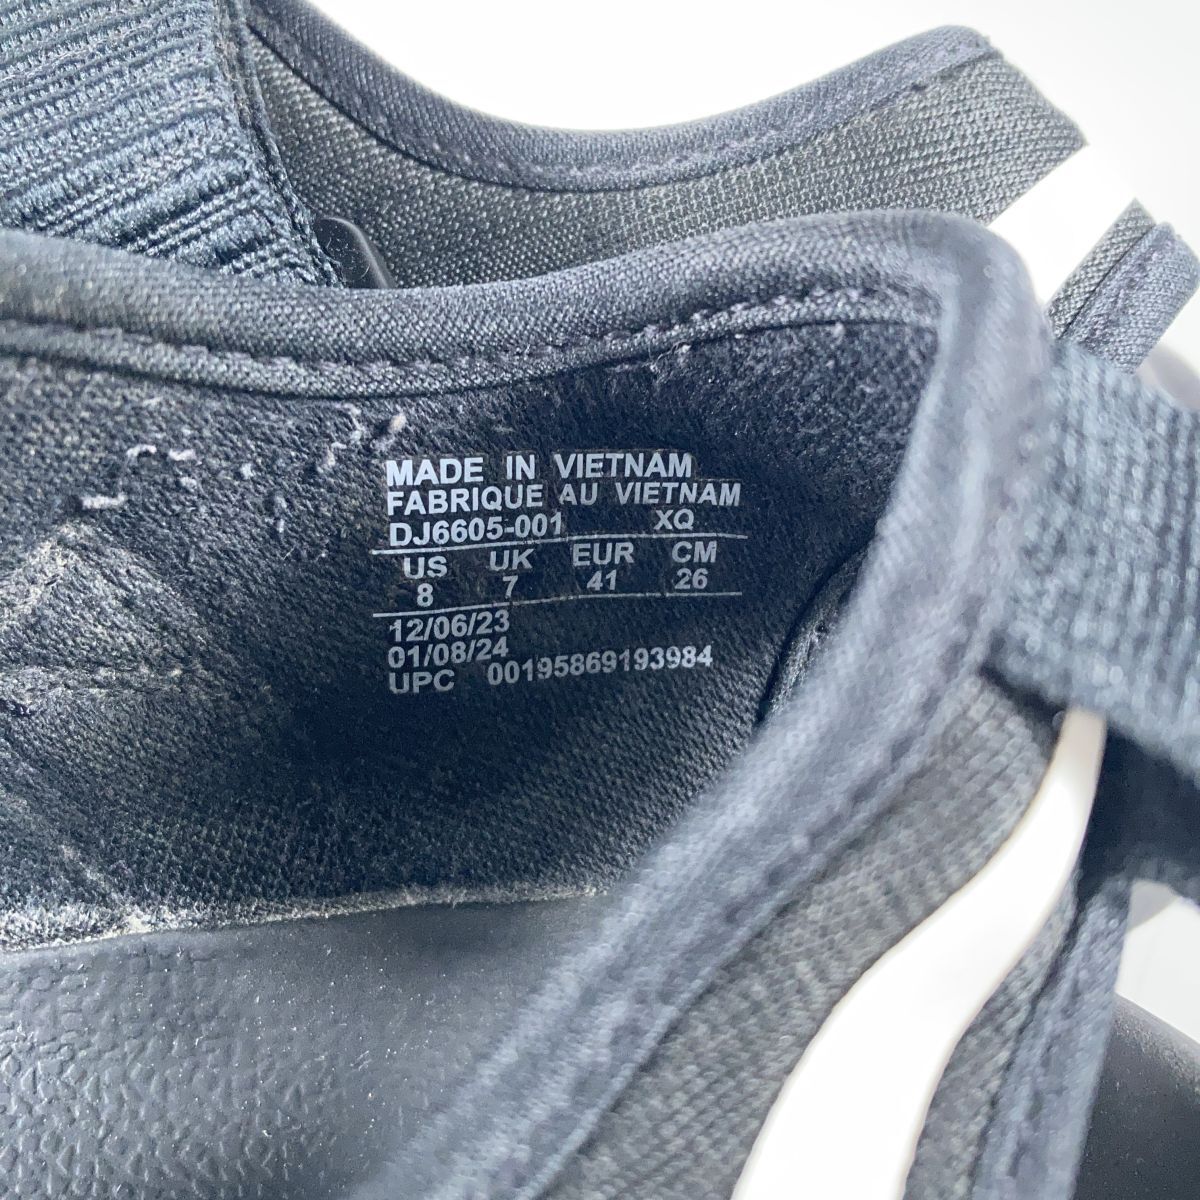 MADE IN VIETNAM
FABRIQUE AU VIETNAM
DJ6605-001 XQ
US UK EUR CM
8 7 41 26
12/06/23
01/08/24
UPC 00195869193984